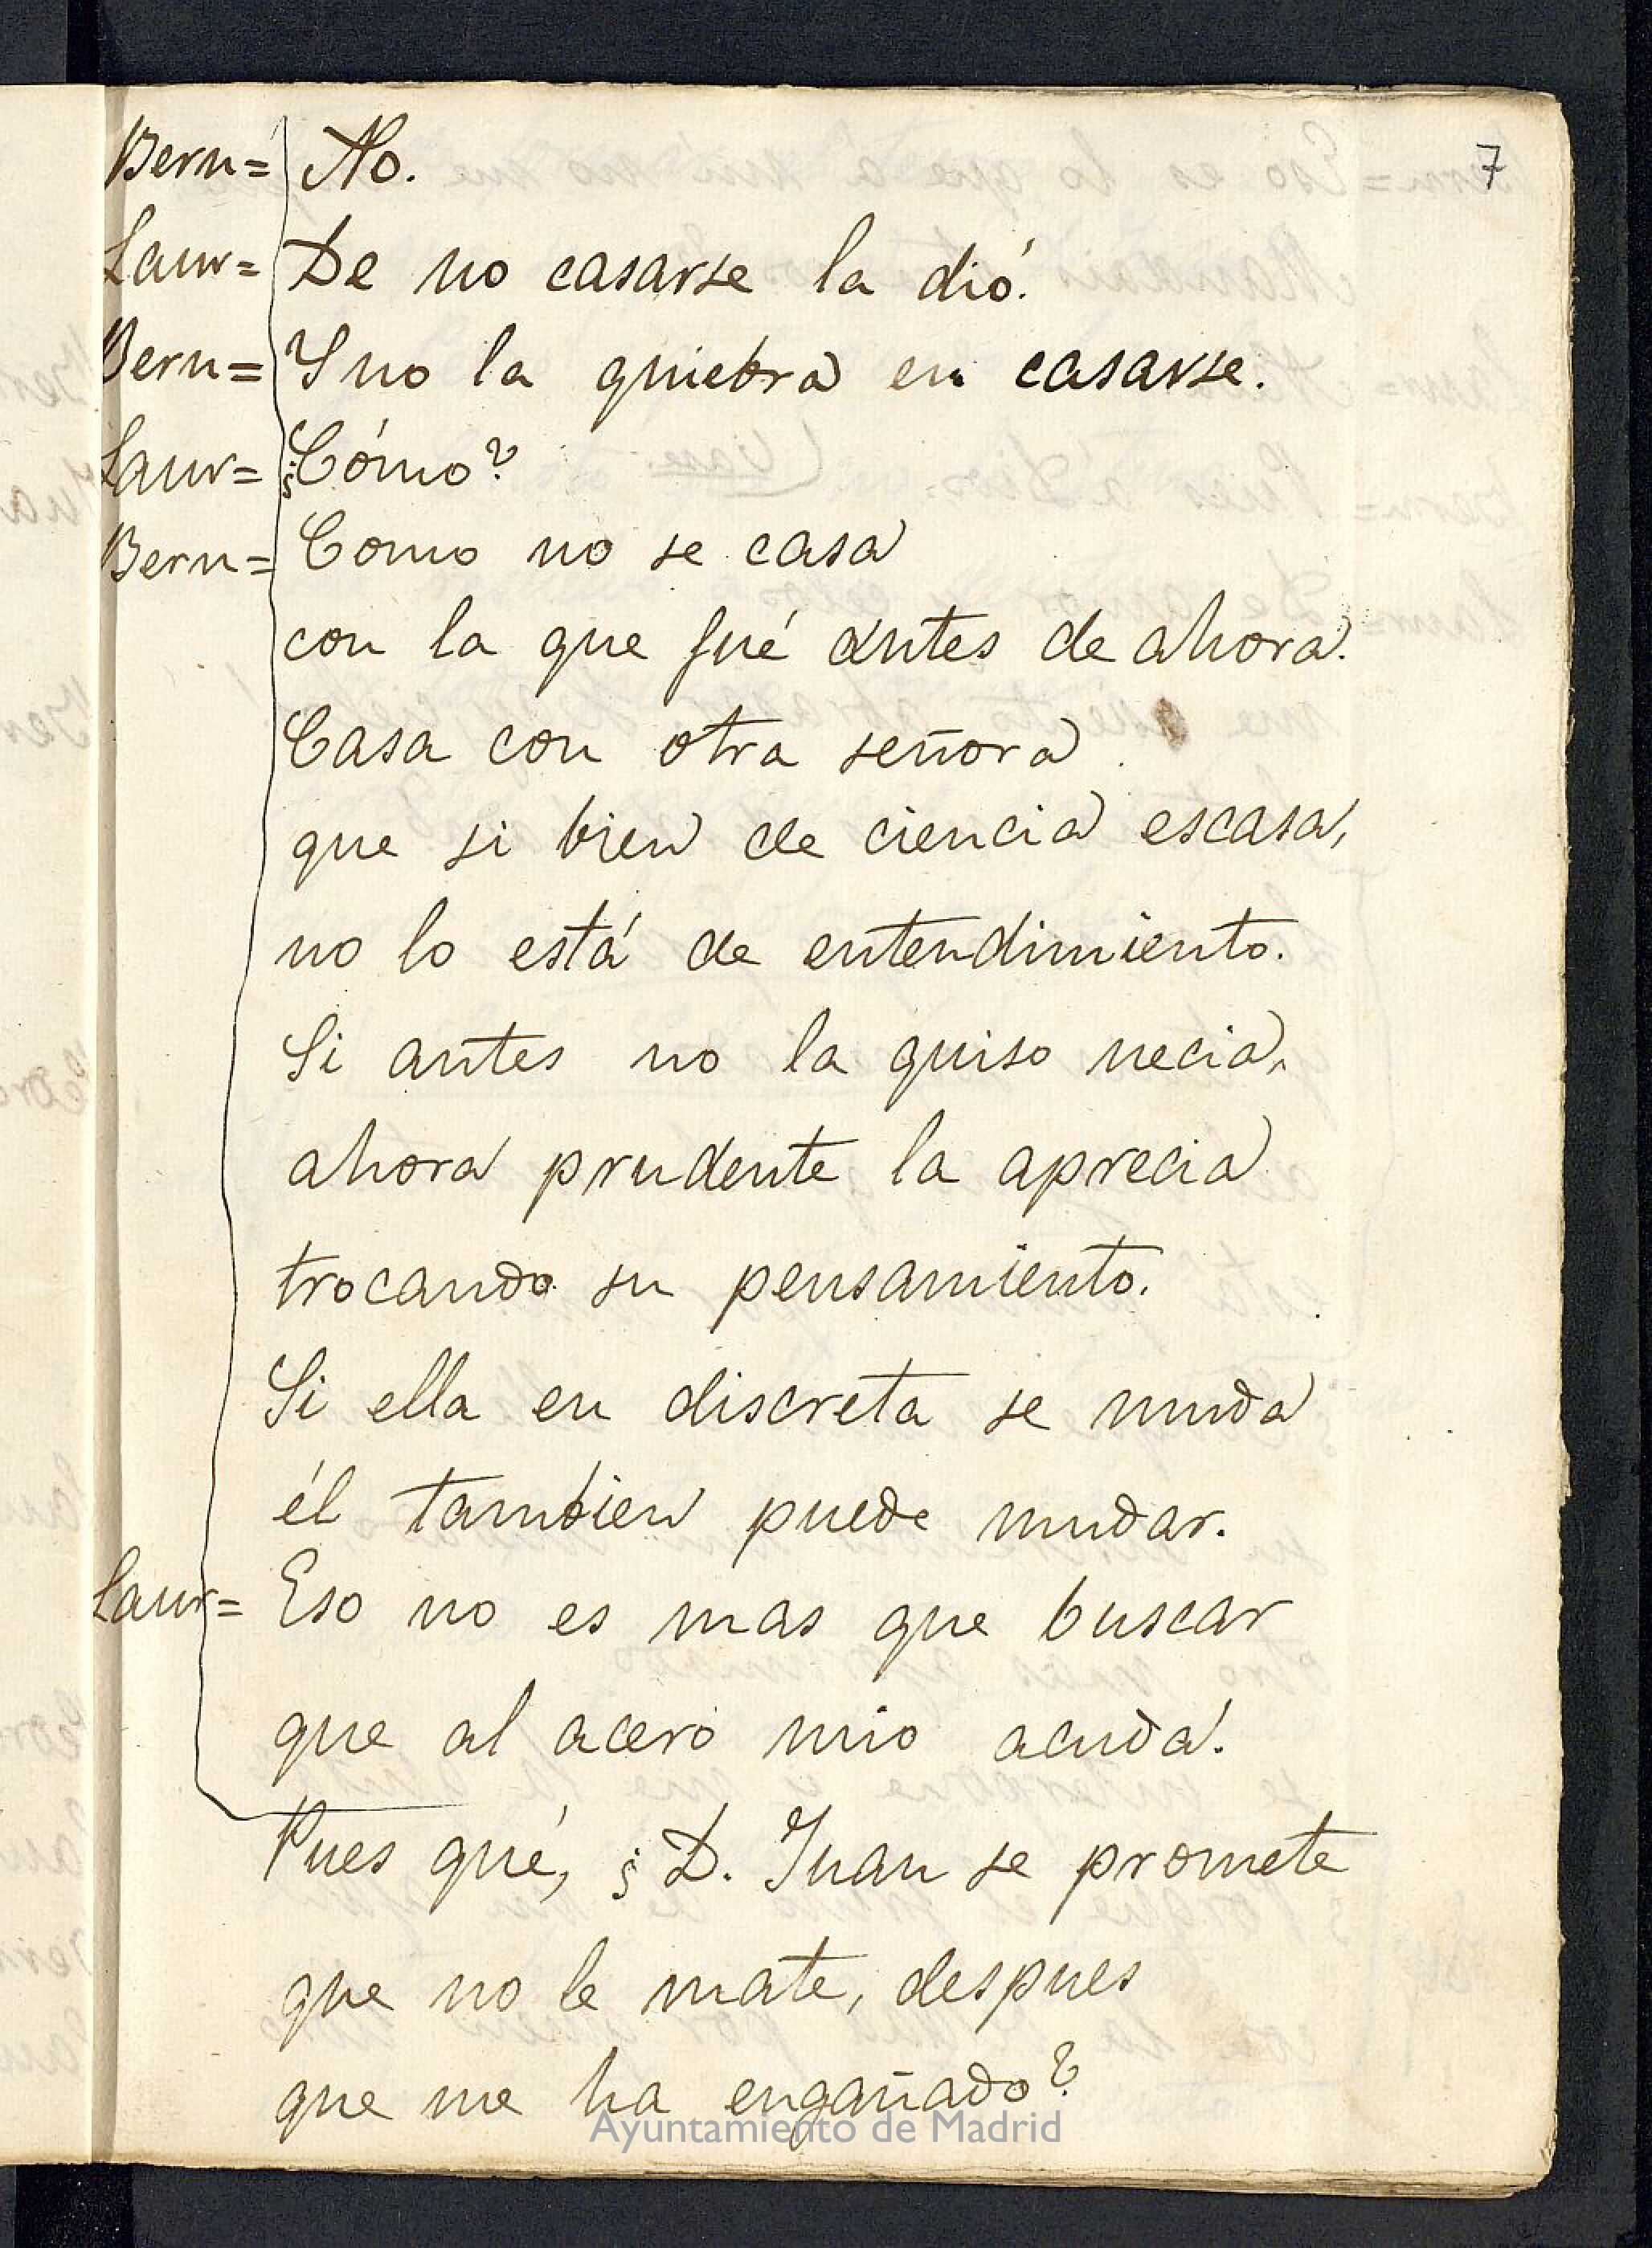 7
Bern= No.
Laur= De no casarse la dió.
Bern= Y no la quiebra en casarse.
Laur= ¿Cómo?
Bern= Como no se casa
con la que fué antes de ahora.
Casa con otra señora
que si bien de ciencia escasa,
no lo está de entendimiento.
Si antes no la quiso necia,
ahora prudente la aprecia
trocando su pensamiento.
Si ella en discreta se muda
él tambien puede mudar.
Laur= Eso no es mas que buscar
que al acero mio acuda.
Pues qué, ¿D. Juan se promete
que no le mate, despues
que me ha engañado?
Ayuntamiento de Madrid